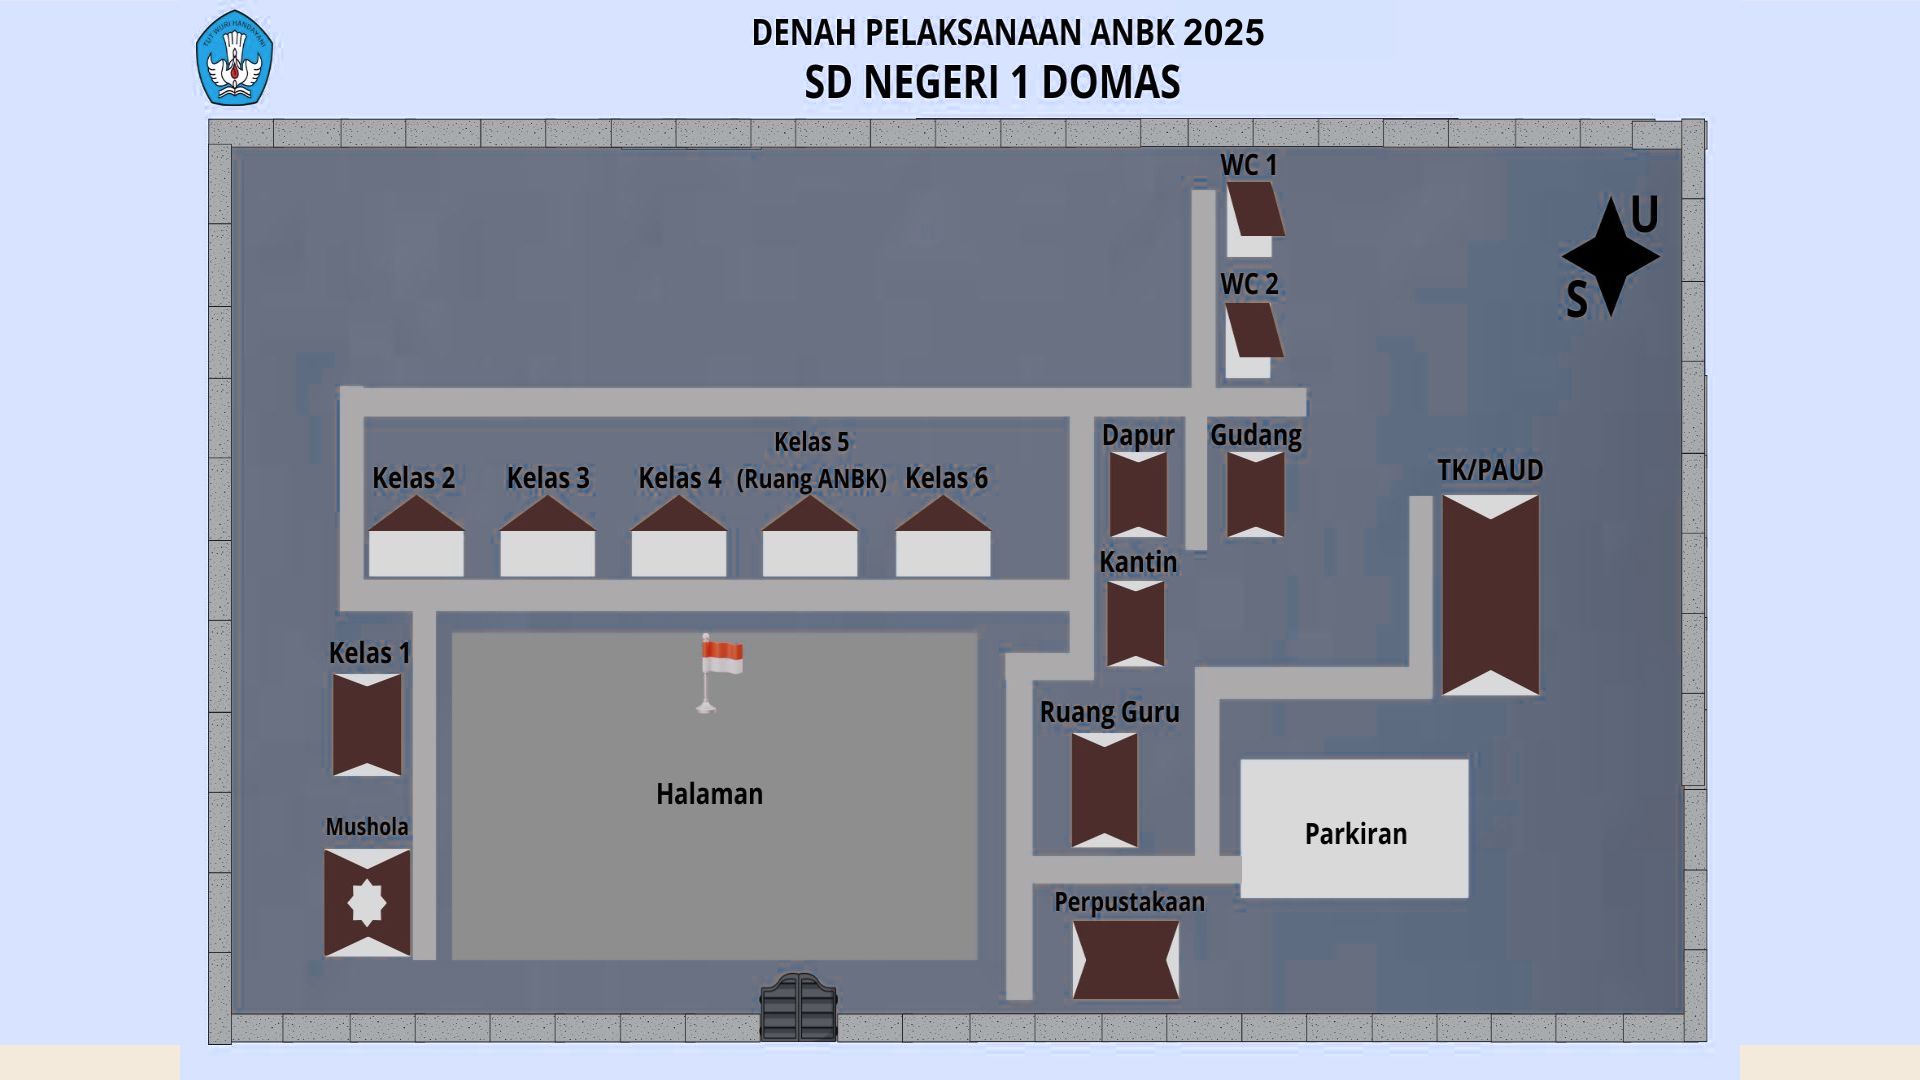 TUT WURI HANDAYANI
DENAH PELAKSANAAN ANBK 2025
SD NEGERI 1 DOMAS
WC 1
U
WC 2
S
Dapur
Gudang
Kelas 5
(Ruang ANBK)
Kelas 2
Kelas 3
Kelas 4
Kelas 6
TK/PAUD
Kantin
Kelas 1
Ruang Guru
Halaman
Mushola
Parkiran
Perpustakaan